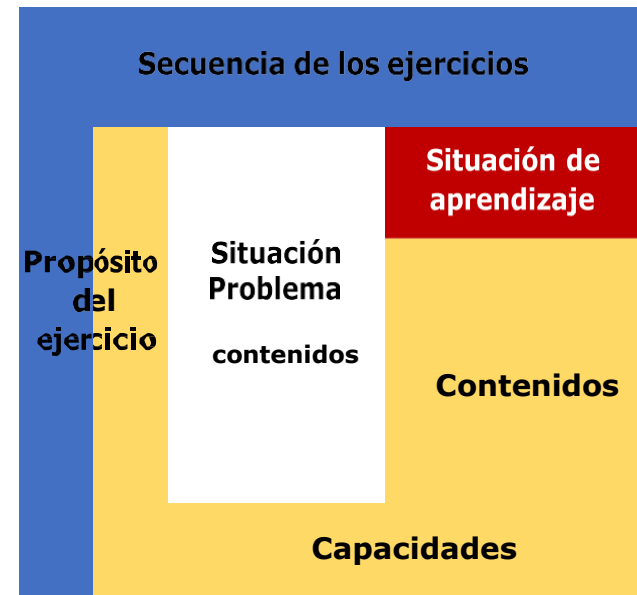 Secuencia de los ejercicios
Situación de
aprendizaje
Propósito
del
ejercicio
Situación
Problema
contenidos
Contenidos
Capacidades